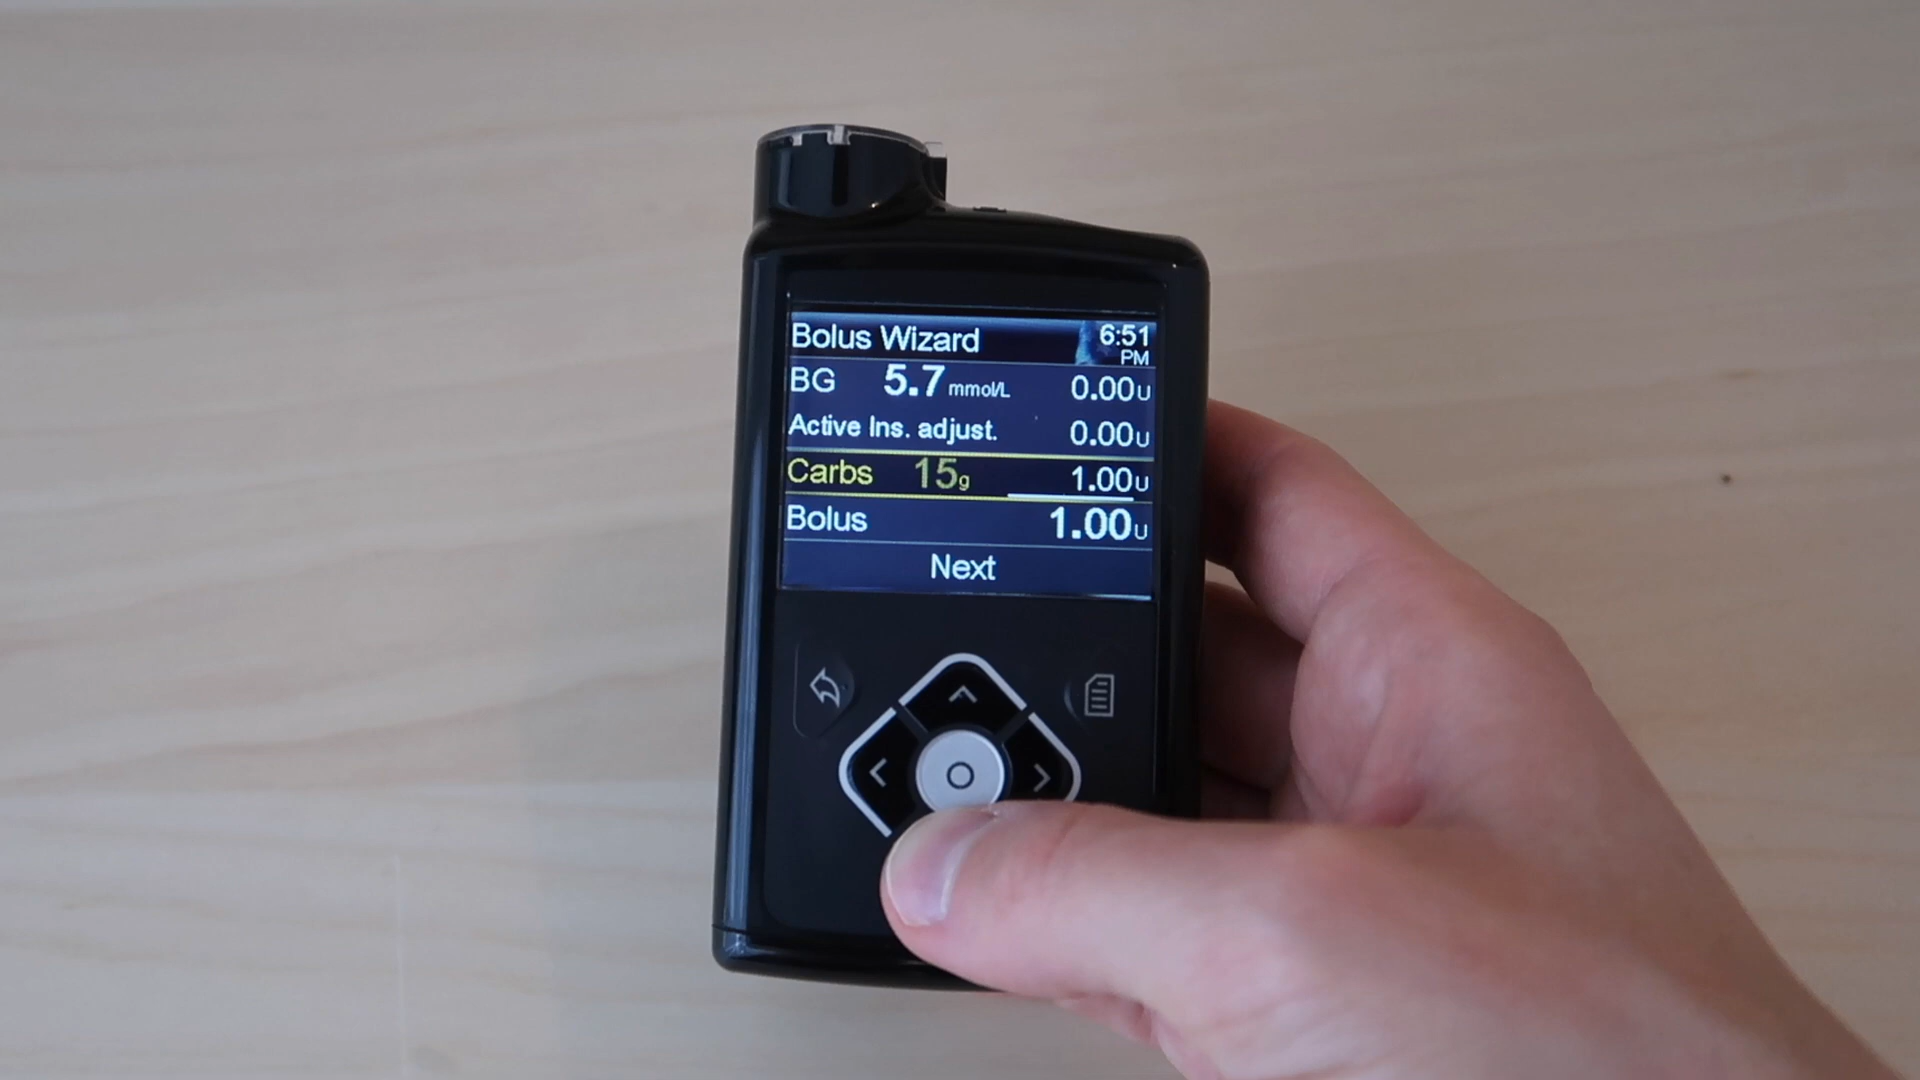 Bolus Wizard 6:51 PM
BG 5.7 mmol/L 0.00U
Active Ins. adjust. 0.00U
Carbs 15g 1.00U
Bolus 1.00U
Next